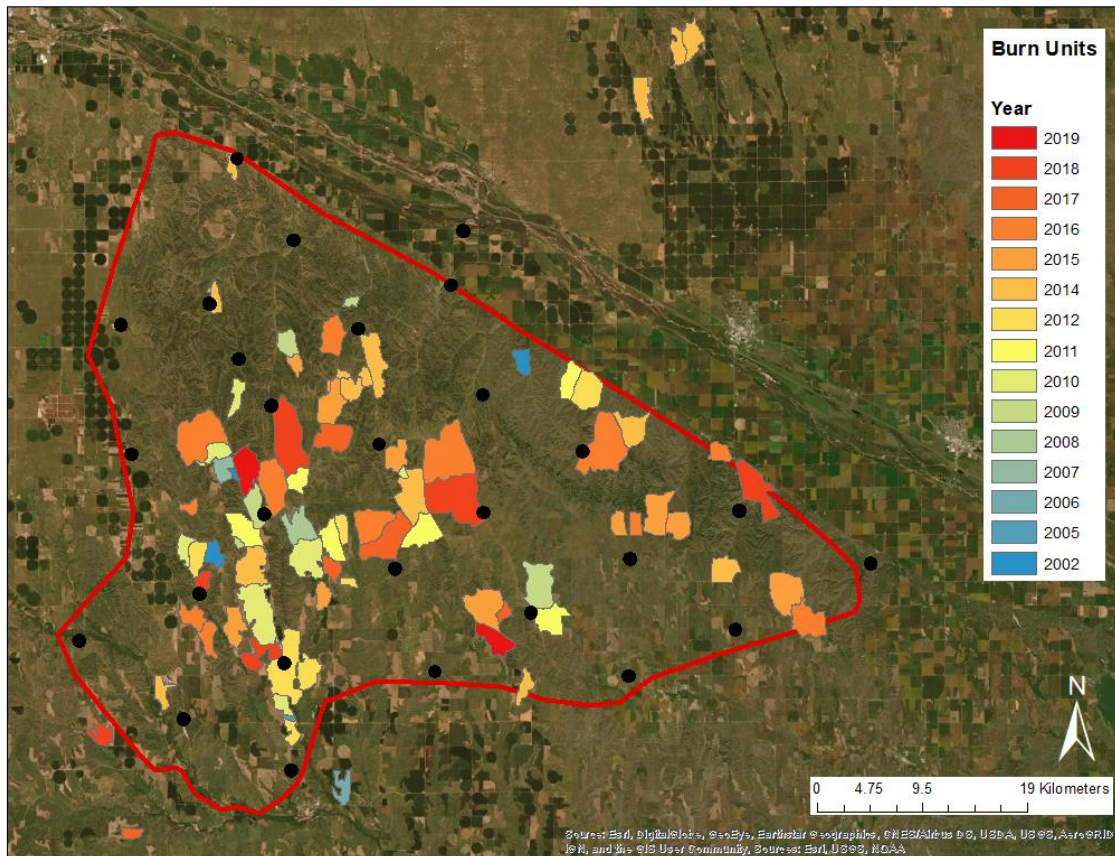 Burn Units
Year
2019
2018
2017
2016
2015
2014
2012
2011
2010
2009
2008
2007
2006
2005
2002
N
0 4.75 9.5 19 Kilometers
Source: Esri, DigitalGlobe, GeoEye, Earthstar Geographics, CNES/Airbus DS, USDA, USGS, AeroGRID,
IGN, and the GIS User Community, Sources: Esri, USGS, NOAA